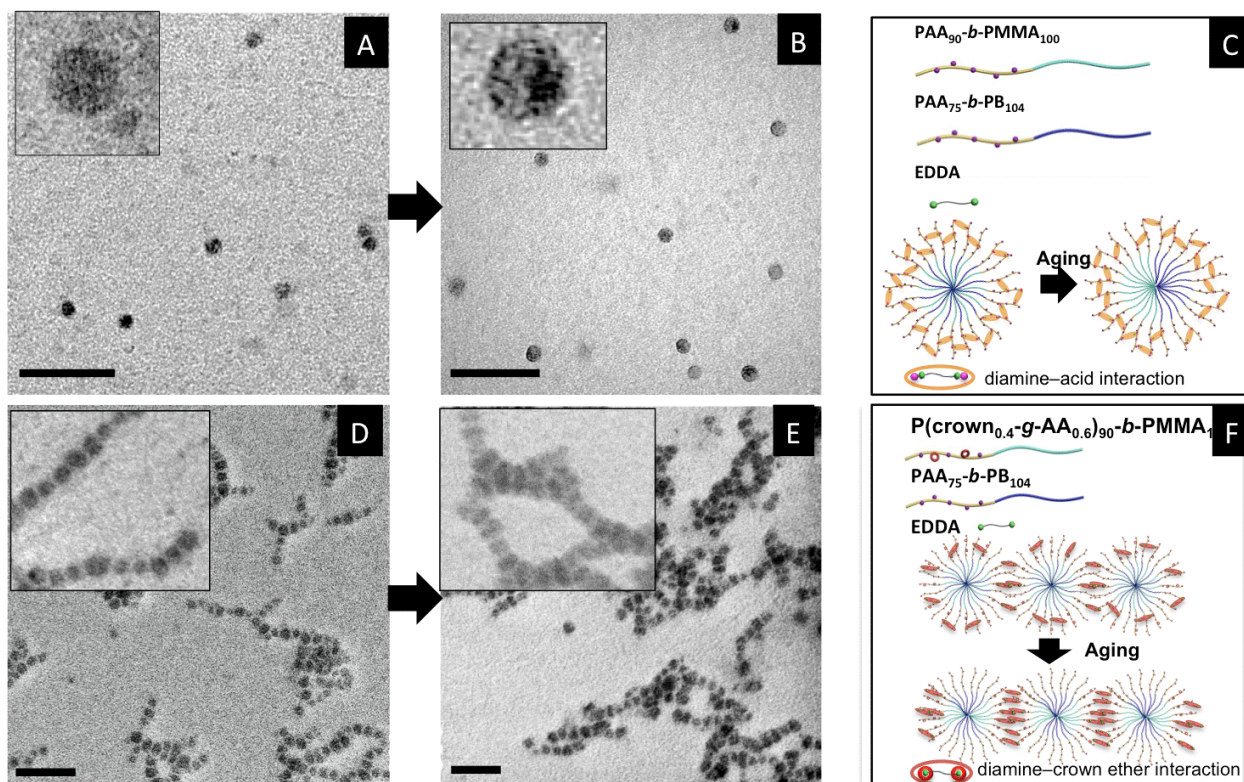 A
B
C
PAA90-b-PMMA100
PAA75-b-PB104
EDDA
Aging
diamine–acid interaction
D
E
F
P(crown0.4-g-AA0.6)90-b-PMMA1
PAA75-b-PB104
EDDA
Aging
diamine–crown ether interaction